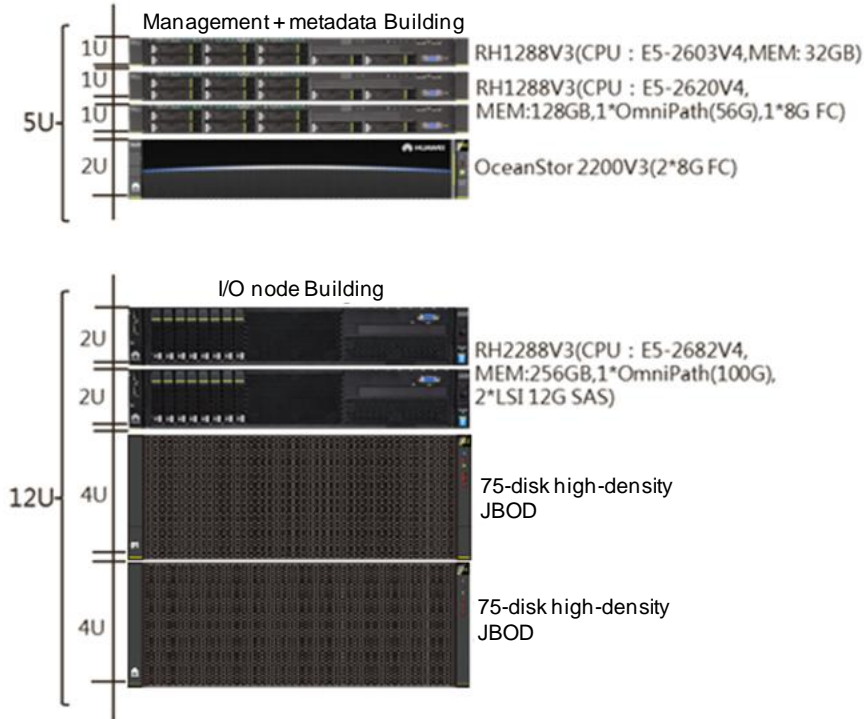 Management + metadata Building
1U
RH1288V3(CPU：E5-2603V4,MEM: 32GB)
1U
RH1288V3(CPU：E5-2620V4,
MEM:128GB,1*OmniPath(56G),1*8G FC)
1U
5U
HUAWEI
2U
OceanStor 2200V3(2*8G FC)
I/O node Building
2U
RH2288V3(CPU：E5-2682V4,
MEM:256GB,1*OmniPath(100G),
2*LSI 12G SAS)
2U
12U
4U
75-disk high-density
JBOD
4U
75-disk high-density
JBOD